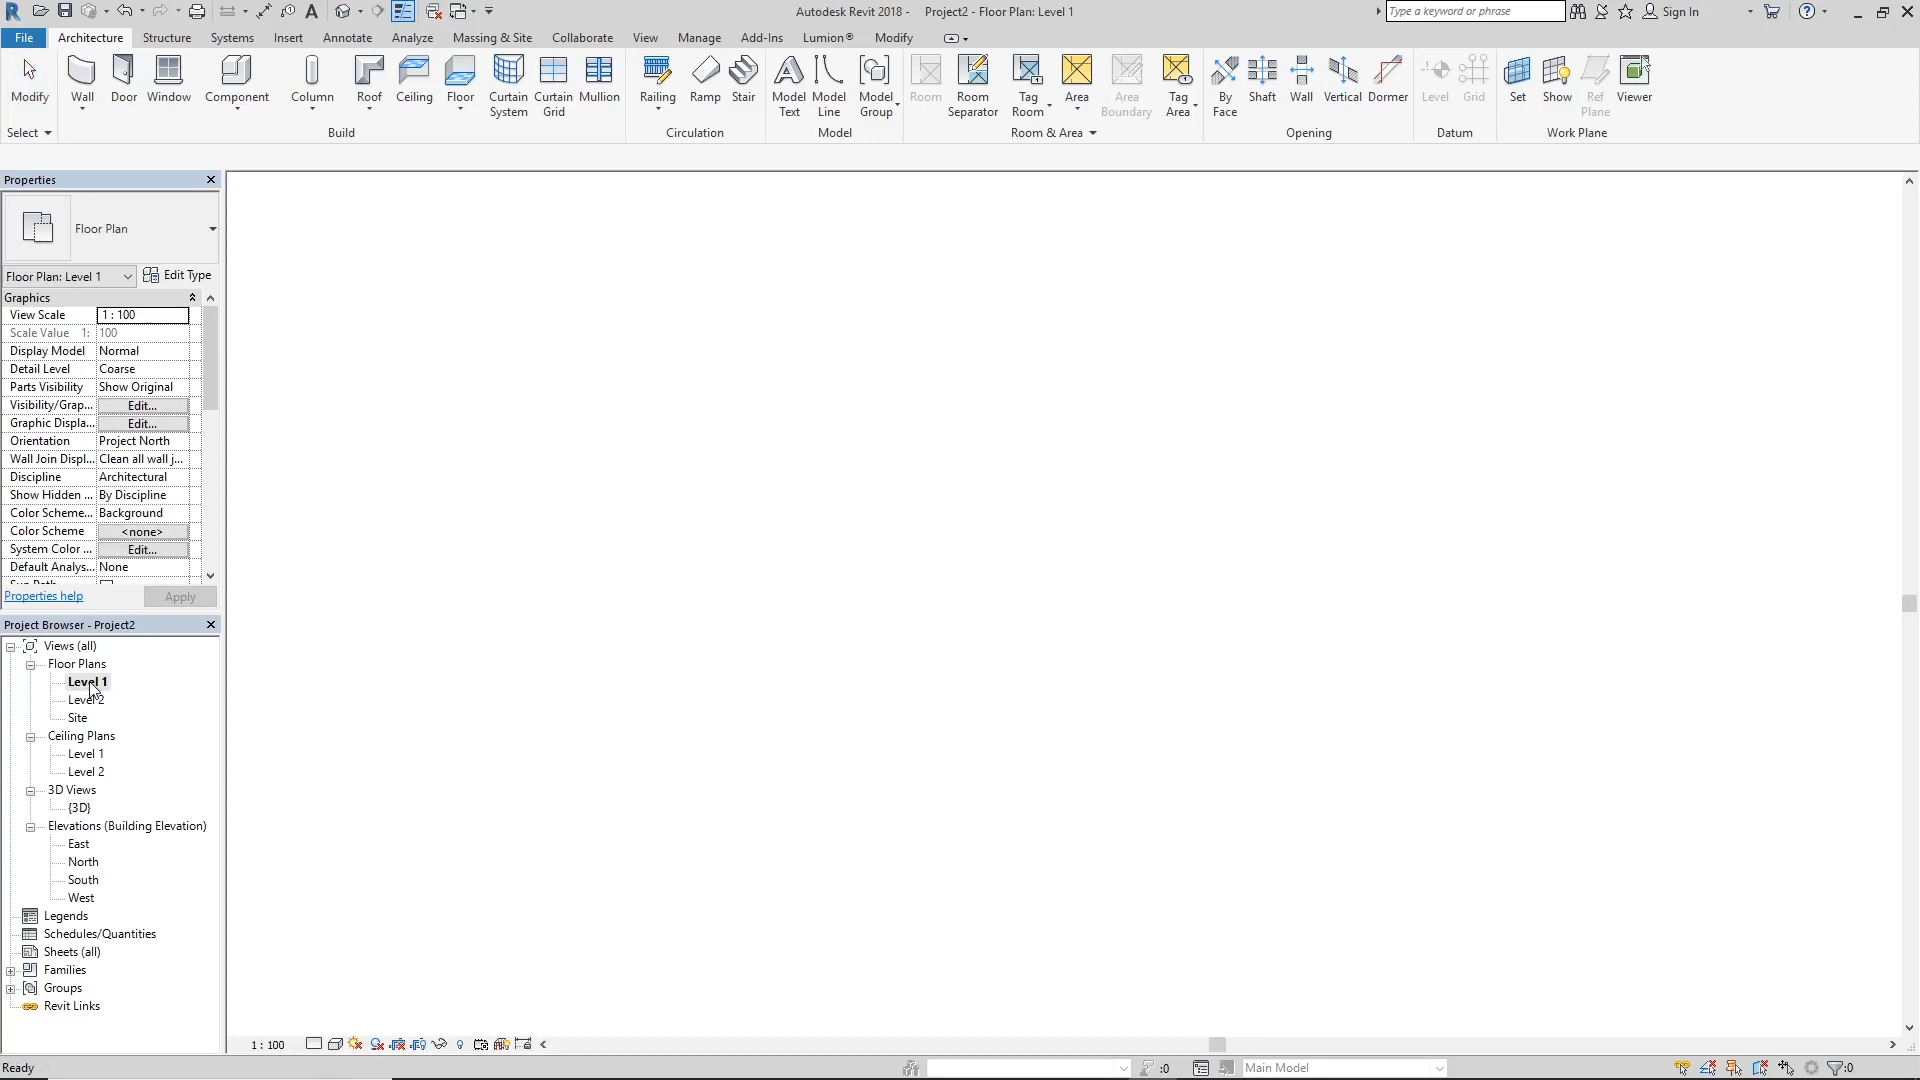 Autodesk Revit 2018 -    Project2 - Floor Plan: Level 1
Type a keyword or phrase
Sign In
File Architecture Structure Systems Insert Annotate Analyze Massing & Site Collaborate View Manage Add-Ins Lumion® Modify
Modify Wall Door Window Component Column Roof Ceiling Floor Curtain System Curtain Grid Mullion Railing Ramp Stair Model Text Model Line Model Group Room Room Separator Tag Room Area Area Boundary Tag Area By Face Shaft Wall Vertical Dormer Level Grid Set Show Ref Plane Viewer
Select Build Circulation Model Room & Area Opening Datum Work Plane
Properties
Floor Plan
Floor Plan: Level 1 Edit Type
Graphics
View Scale 1 : 100
Scale Value 1: 100
Display Model Normal
Detail Level Coarse
Parts Visibility Show Original
Visibility/Grap... Edit...
Graphic Displa... Edit...
Orientation Project North
Wall Join Displ... Clean all wall j...
Discipline Architectural
Show Hidden ... By Discipline
Color Scheme... Background
Color Scheme <none>
System Color ... Edit...
Default Analys... None
Properties help Apply
Project Browser - Project2
Views (all)
Floor Plans
Level 1
Level 2
Site
Ceiling Plans
Level 1
Level 2
3D Views
{3D}
Elevations (Building Elevation)
East
North
South
West
Legends
Schedules/Quantities
Sheets (all)
Families
Groups
Revit Links
1 : 100
Ready :0 Main Model :0